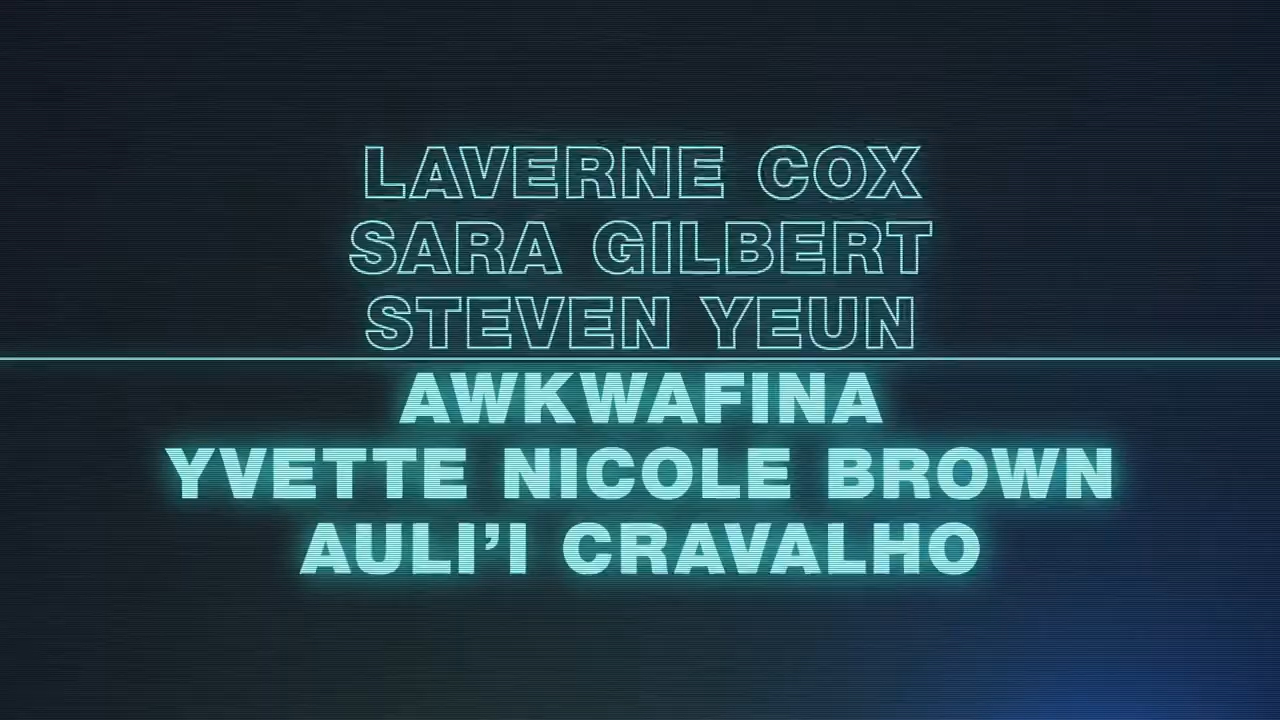 LAVERNE COX
SARA GILBERT
STEVEN YEUN
AWKWAFINA
YVETTE NICOLE BROWN
AULI’I CRAVALHO